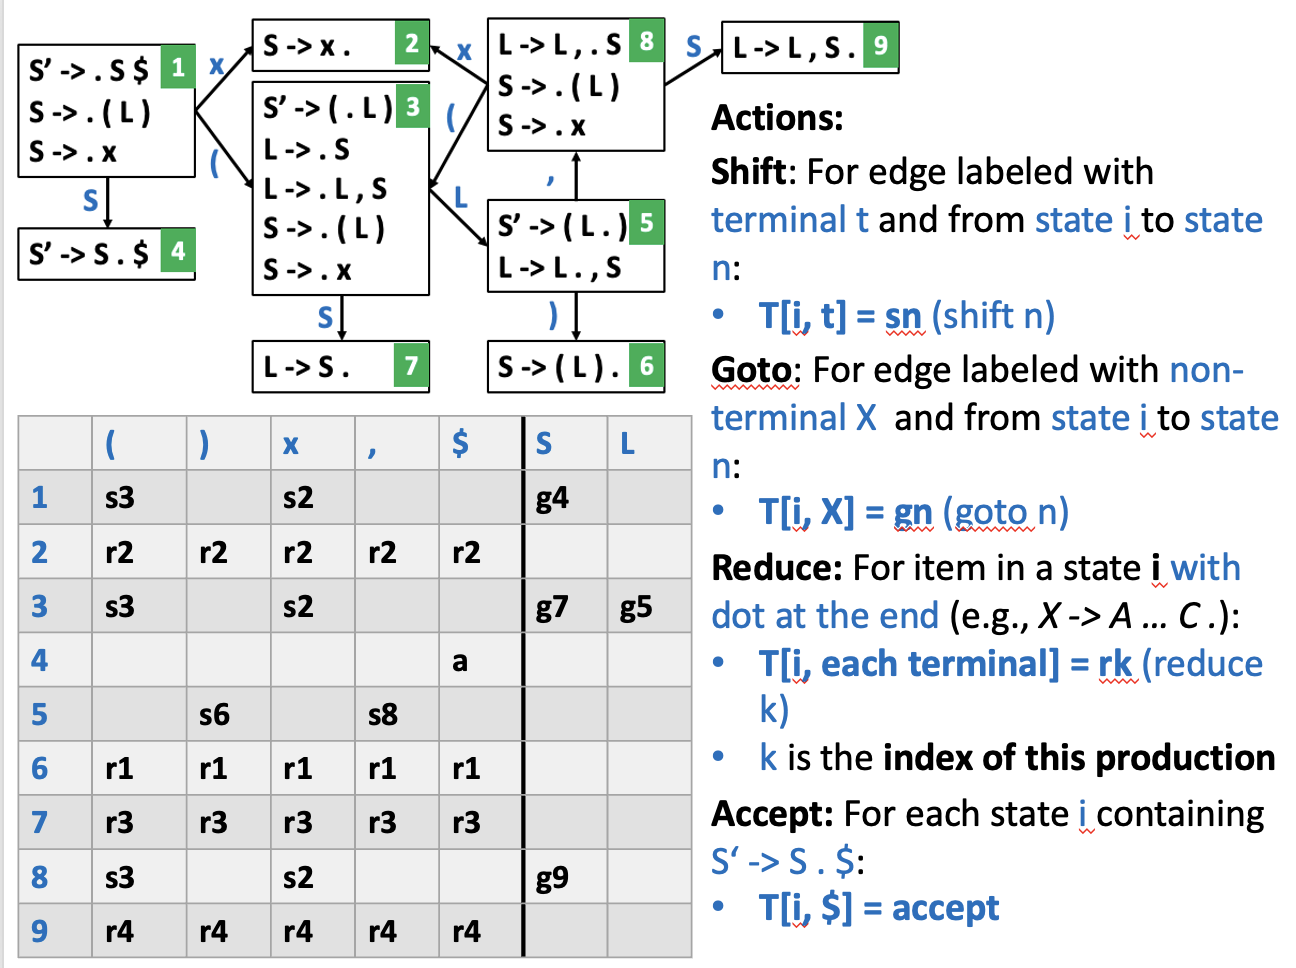 S' -> . S $ 1
S -> . ( L )
S -> . x
x
(
S
S' -> S . $ 4
S -> x . 2
S' -> ( . L ) 3
L -> . S
L -> . L , S
S -> . ( L )
S -> . x
S
L -> S . 7
x
(
L
L -> L , . S 8
S -> . ( L )
S -> . x
,
S' -> ( L . ) 5
L -> L . , S
)
S -> ( L ) . 6
S
L -> L , S . 9
( ) x , $ S L
1 s3 s2 g4
2 r2 r2 r2 r2 r2
3 s3 s2 g7 g5
4 a
5 s6 s8
6 r1 r1 r1 r1 r1
7 r3 r3 r3 r3 r3
8 s3 s2 g9
9 r4 r4 r4 r4 r4
Actions:
Shift: For edge labeled with
terminal t and from state i to state
n:
• T[i, t] = sn (shift n)
Goto: For edge labeled with non-
terminal X and from state i to state
n:
• T[i, X] = gn (goto n)
Reduce: For item in a state i with
dot at the end (e.g., X -> A ... C .):
• T[i, each terminal] = rk (reduce
k)
• k is the index of this production
Accept: For each state i containing
S‘ -> S . $:
• T[i, $] = accept